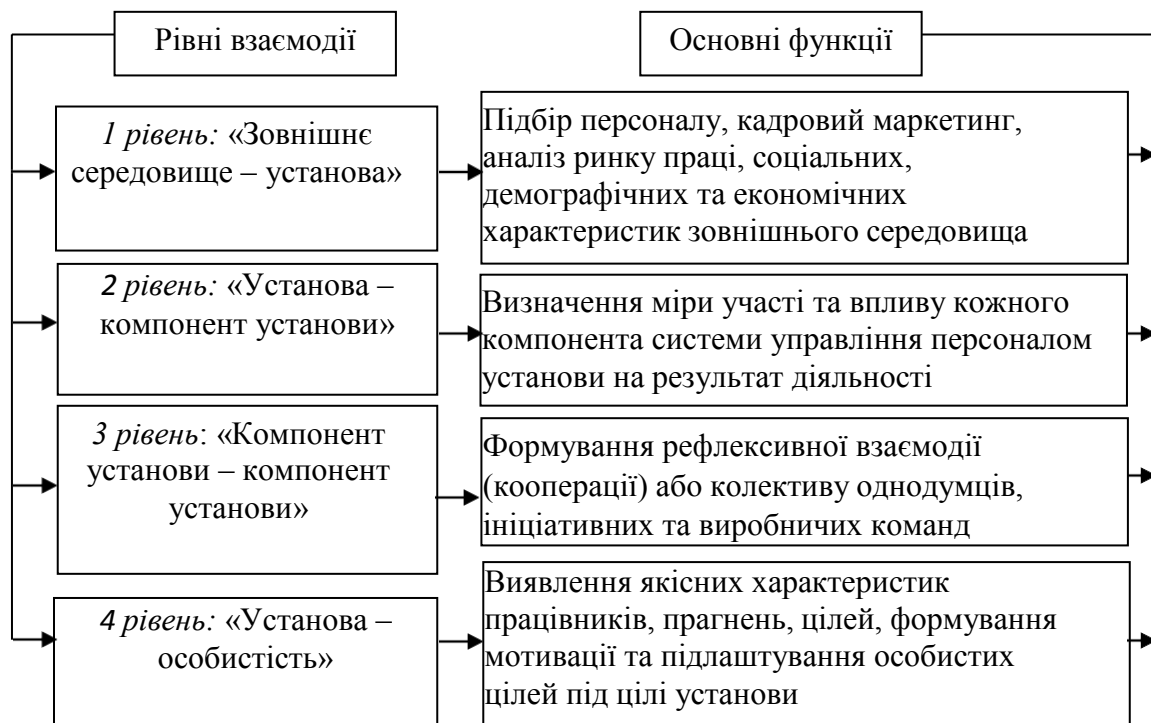 Рівні взаємодії
Основні функції
1 рівень: «Зовнішнє
середовище – установа»
Підбір персоналу, кадровий маркетинг,
аналіз ринку праці, соціальних,
демографічних та економічних
характеристик зовнішнього середовища
2 рівень: «Установа –
компонент установи»
Визначення міри участі та впливу кожного
компонента системи управління персоналом
установи на результат діяльності
3 рівень: «Компонент
установи – компонент
установи»
Формування рефлексивної взаємодії
(кооперації) або колективу однодумців,
ініціативних та виробничих команд
4 рівень: «Установа –
особистість»
Виявлення якісних характеристик
працівників, прагнень, цілей, формування
мотивації та підлаштування особистих
цілей під цілі установи